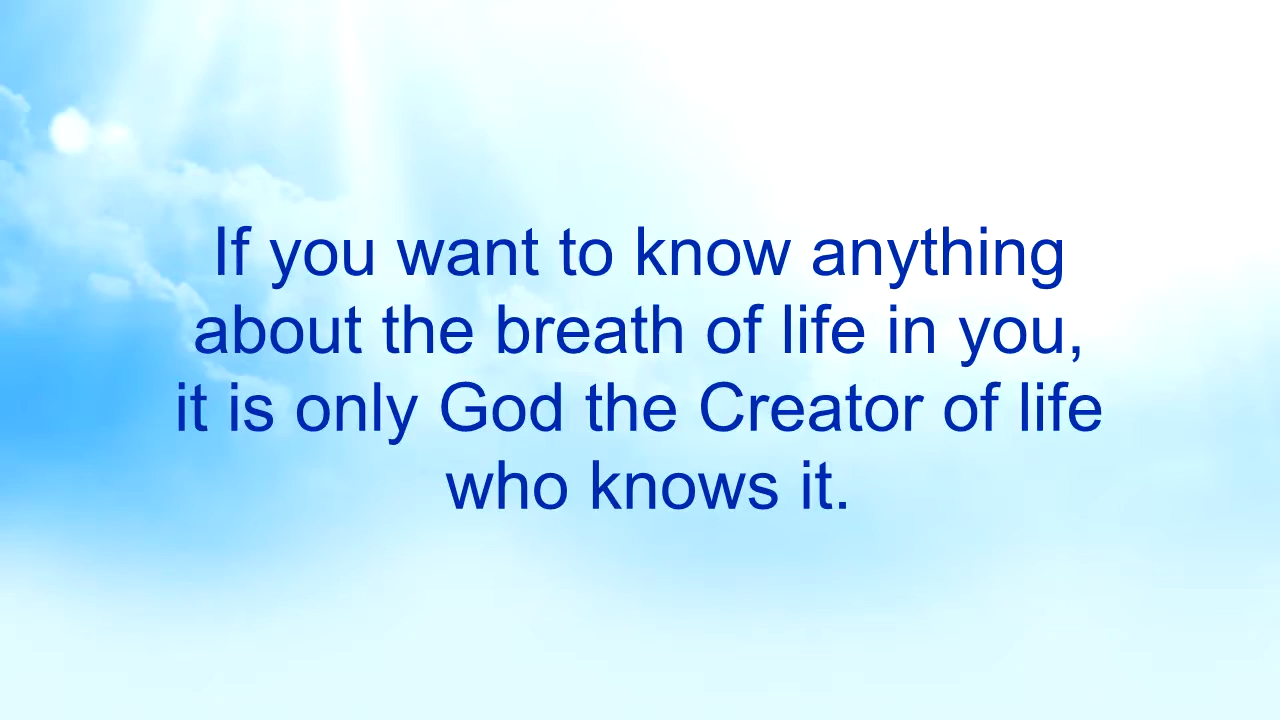 If you want to know anything
about the breath of life in you,
it is only God the Creator of life
who knows it.